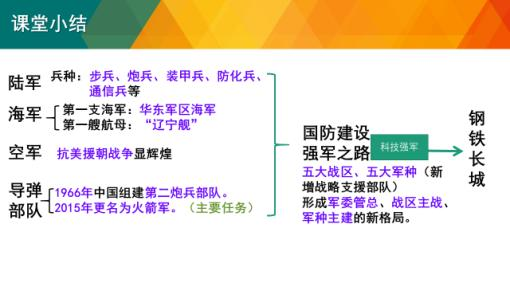 课堂小结
陆军
兵种：步兵、炮兵、装甲兵、防化兵、
通信兵等
海军
第一支海军：华东军区海军
第一艘航母：“辽宁舰”
空军
抗美援朝战争显辉煌
导弹
部队
1966年中国组建第二炮兵部队。
2015年更名为火箭军。（主要任务）
国防建设
强军之路
科技强军
五大战区、五大军种（新
增战略支援部队）
形成军委管总、战区主战、
军种主建的新格局。
钢
铁
长
城